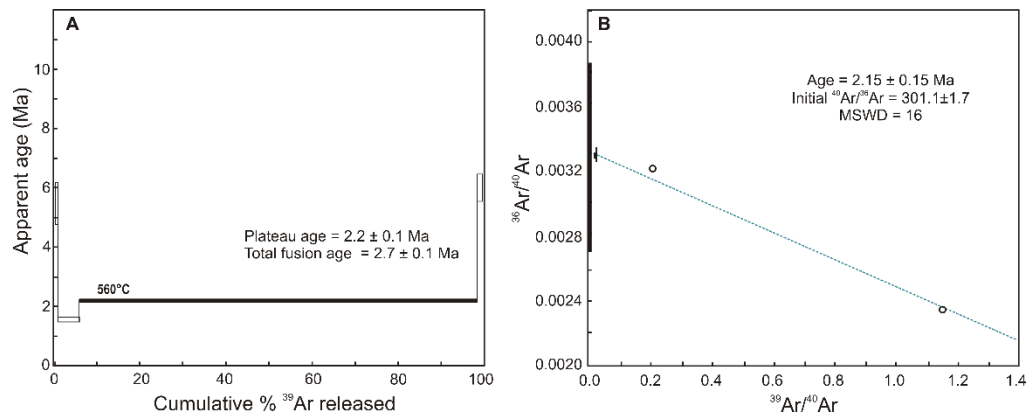 A
Apparent age (Ma)
10
8
6
4
2
0
560°C
Plateau age = 2.2 ± 0.1 Ma
Total fusion age = 2.7 ± 0.1 Ma
0
20
40
60
80
100
Cumulative % ³⁹Ar released
B
³⁶Ar/⁴⁰Ar
0.0040
0.0036
0.0032
0.0028
0.0024
0.0020
Age = 2.15 ± 0.15 Ma
Initial ⁴⁰Ar/³⁶Ar = 301.1±1.7
MSWD = 16
0.0
0.2
0.4
0.6
0.8
1.0
1.2
1.4
³⁹Ar/⁴⁰Ar